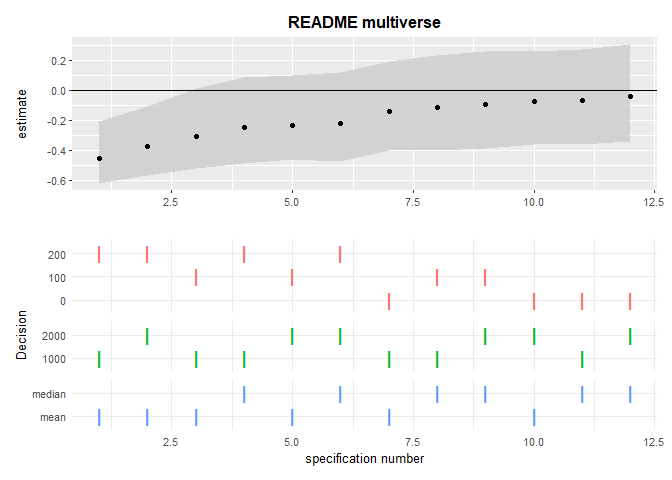 README multiverse
estimate
0.2
0.0
-0.2
-0.4
-0.6
2.5 5.0 7.5 10.0 12.5
Decision
200
100
0
2000
1000
median
mean
2.5 5.0 7.5 10.0 12.5
specification number